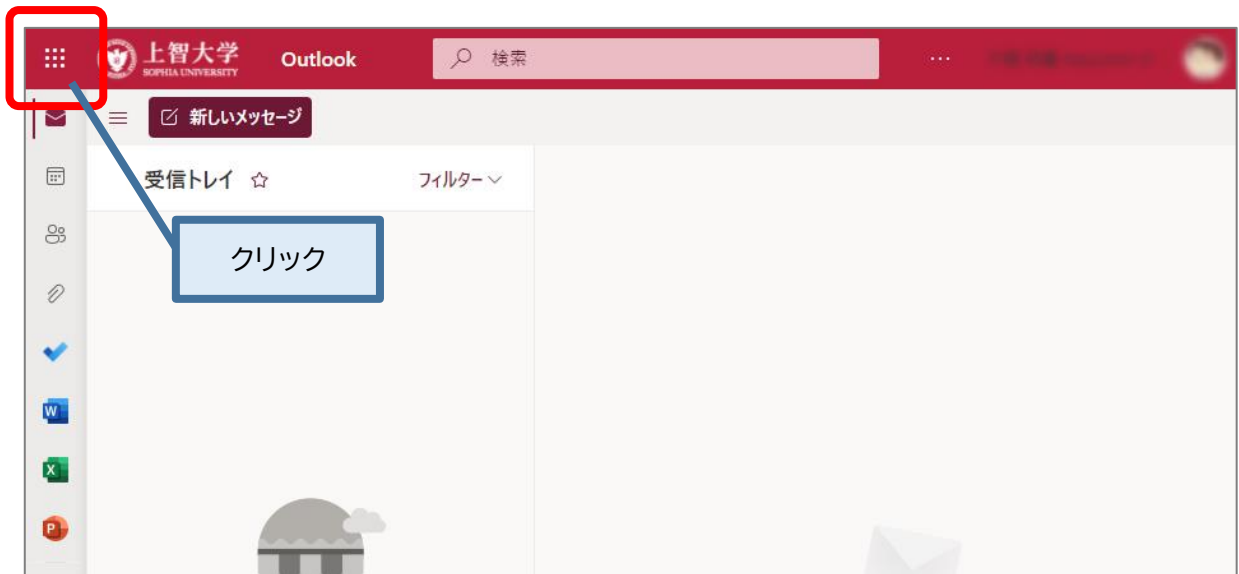 上智大学
SOPHIA UNIVERSITY
Outlook
検索
新しいメッセージ
受信トレイ
フィルター
クリック
W
X
P